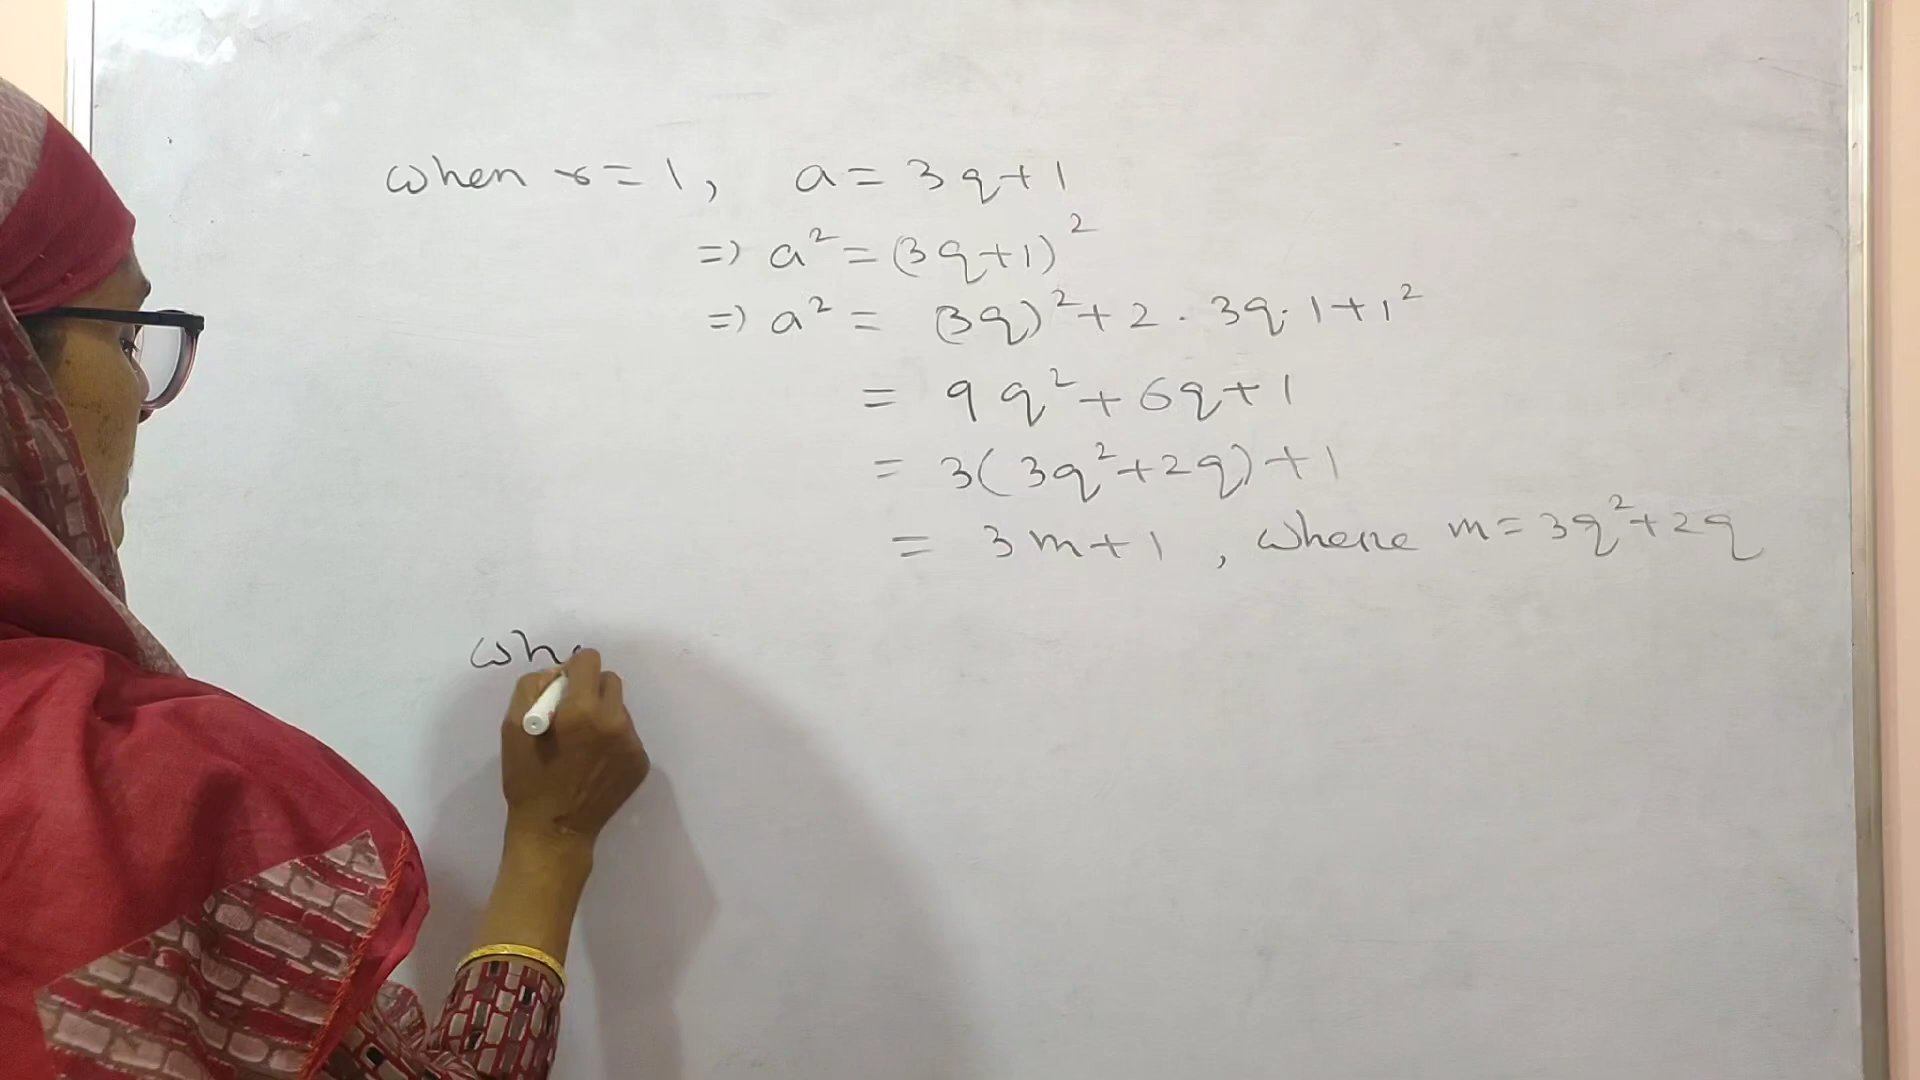 when r = 1, a = 3q + 1
=> a² = (3q+1)²
=> a² = (3q)² + 2 . 3q . 1 + 1²
= 9q² + 6q + 1
= 3(3q² + 2q) + 1
= 3m + 1, where m = 3q² + 2q
whe